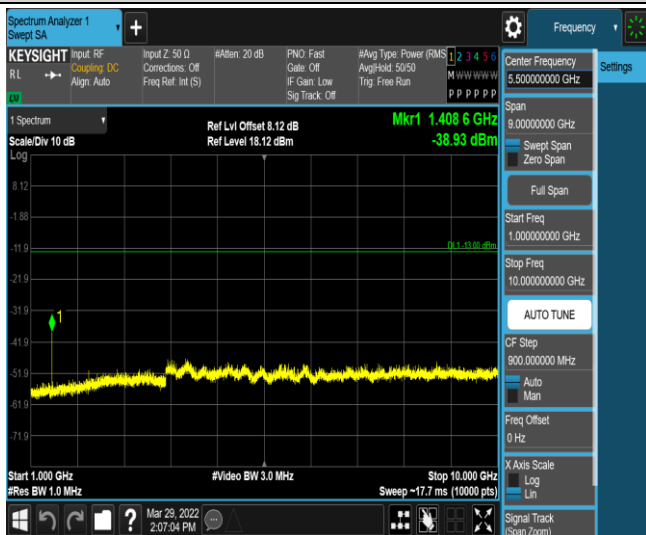 Spectrum Analyzer 1
Swept SA
+
Frequency
KEYSIGHT
RL
LNI
Input: RF
Coupling: DC
Align: Auto
Input Z: 50 Ω
Corrections: Off
Freq Ref: Int (S)
#Atten: 20 dB
PNO: Fast
Gate: Off
IF Gain: Low
Sig Track: Off
#Avg Type: Power (RMS
Avg|Hold: 50/50
Trig: Free Run
1 2 3 4 5 6
M W W W W W
P P P P P P
1 Spectrum
Scale/Div 10 dB
Log
Ref Lvl Offset 8.12 dB
Ref Level 18.12 dBm
Mkr1 1.408 6 GHz
-38.93 dBm
8.12
-1.88
-11.9
DL1 -13.00 dBm
-21.9
-31.9
1
-41.9
-51.9
-61.9
-71.9
Start 1.000 GHz
#Res BW 1.0 MHz
#Video BW 3.0 MHz
Stop 10.000 GHz
Sweep ~17.7 ms (10000 pts)
?
Mar 29, 2022
2:07:04 PM
Center Frequency
5.500000000 GHz
Settings
Span
9.00000000 GHz
Swept Span
Zero Span
Full Span
Start Freq
1.000000000 GHz
Stop Freq
10.000000000 GHz
AUTO TUNE
CF Step
900.000000 MHz
Auto
Man
Freq Offset
0 Hz
X Axis Scale
Log
Lin
Signal Track
(Span Zoom)